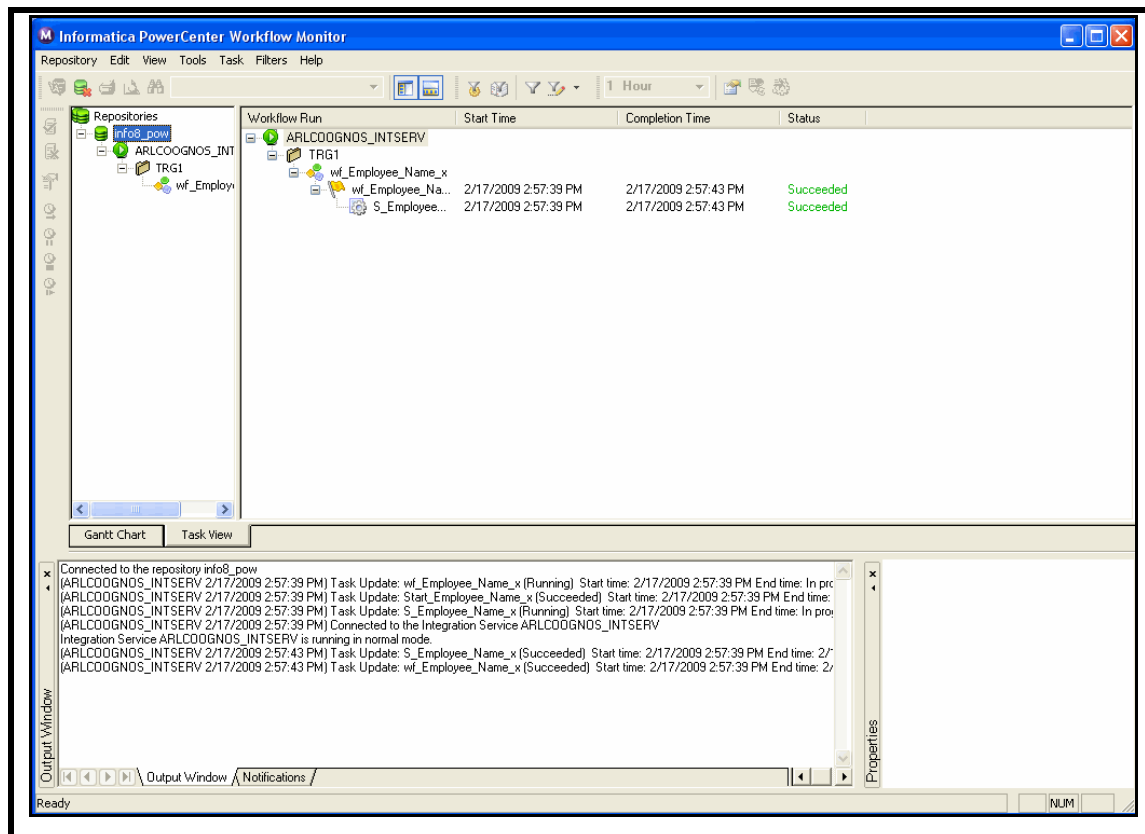 Informatica PowerCenter Workflow Monitor
Repository Edit View Tools Task Filters Help
1 Hour
Repositories
info8_pow
ARLCOOGNOS_INT
TRG1
wf_Employe
Workflow Run Start Time Completion Time Status
ARLCOOGNOS_INTSERV
TRG1
wf_Employee_Name_x
wf_Employee_Na... 2/17/2009 2:57:39 PM 2/17/2009 2:57:43 PM Succeeded
S_Employee... 2/17/2009 2:57:39 PM 2/17/2009 2:57:43 PM Succeeded
Gantt Chart Task View
Connected to the repository info8_pow
(ARLCOOGNOS_INTSERV 2/17/2009 2:57:39 PM) Task Update: wf_Employee_Name_x (Running) Start time: 2/17/2009 2:57:39 PM End time: In pro
(ARLCOOGNOS_INTSERV 2/17/2009 2:57:39 PM) Task Update: Start_Employee_Name_x (Succeeded) Start time: 2/17/2009 2:57:39 PM End time:
(ARLCOOGNOS_INTSERV 2/17/2009 2:57:39 PM) Task Update: S_Employee_Name_x (Running) Start time: 2/17/2009 2:57:39 PM End time: In pro
(ARLCOOGNOS_INTSERV 2/17/2009 2:57:39 PM) Connected to the Integration Service ARLCOOGNOS_INTSERV
Integration Service ARLCOOGNOS_INTSERV is running in normal mode.
(ARLCOOGNOS_INTSERV 2/17/2009 2:57:43 PM) Task Update: S_Employee_Name_x (Succeeded) Start time: 2/17/2009 2:57:39 PM End time: 2/
(ARLCOOGNOS_INTSERV 2/17/2009 2:57:43 PM) Task Update: wf_Employee_Name_x (Succeeded) Start time: 2/17/2009 2:57:39 PM End time: 2/
Output Window
Properties
Output Window Notifications
Ready NUM